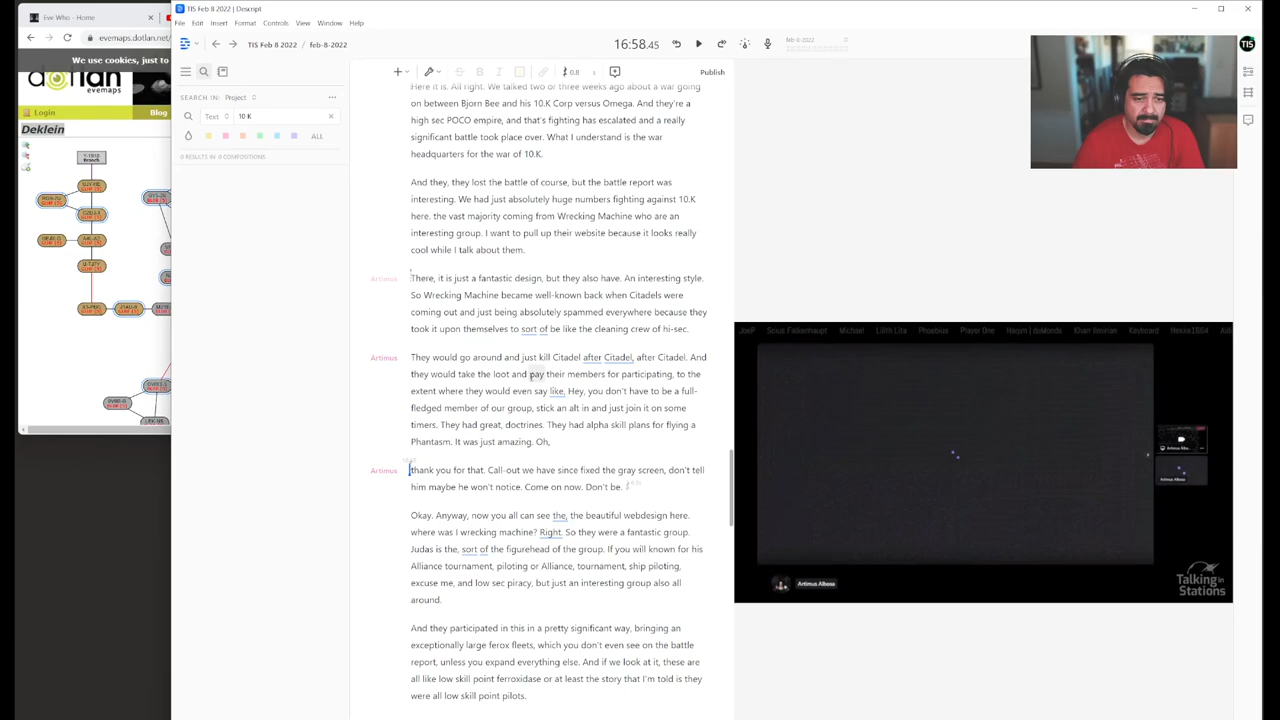 Eve Who - Home
evemaps.dotlan.net/
We use cookies, just to
dotlan
evemaps
Login
Blog
Deklein
TIS Feb 8 2022 | Descript
File Edit Insert Format Controls Views Window Help
TIS Feb 8 2022 / feb-8-2022
16:58.45
feb-8-2022
TIS
0.8
Publish
SEARCH IN: Project
Text
10 K
ALL
0 RESULTS IN 0 COMPOSITIONS
Here it is. All right. We talked two or three weeks ago about a war going
on between Bjorn Bee and his 10.K Corp versus Omega. And they're a
high sec POCO empire, and that's fighting has escalated and a really
significant battle took place over. What I understand is the war
headquarters for the war of 10.K.
And they, they lost the battle of course, but the battle report was
interesting. We had just absolutely huge numbers fighting against 10.K
here. the vast majority coming from Wrecking Machine who are an
interesting group. I want to pull up their website because it looks really
cool while I talk about them.
Artimus
There, it is just a fantastic design, but they also have. An interesting style.
So Wrecking Machine became well-known back when Citadels were
coming out and just being absolutely spammed everywhere because they
took it upon themselves to sort of be like the cleaning crew of hi-sec.
Artimus
They would go around and just kill Citadel after Citadel, after Citadel. And
they would take the loot and pay their members for participating, to the
extent where they would even say like, Hey, you don't have to be a full-
fledged member of our group, stick an alt in and just join it on some
timers. They had great, doctrines. They had alpha skill plans for flying a
Phantasm. It was just amazing. Oh,
Artimus
thank you for that. Call-out we have since fixed the gray screen, don't tell
him maybe he won't notice. Come on now. Don't be.
Okay. Anyway, now you all can see the, the beautiful webdesign here.
where was I wrecking machine? Right. So they were a fantastic group.
Judas is the, sort of the figurehead of the group. If you will known for his
Alliance tournament, piloting or Alliance, tournament, ship piloting,
excuse me, and low sec piracy, but just an interesting group also all
around.
And they participated in this in a pretty significant way, bringing an
exceptionally large ferox fleets, which you don't even see on the battle
report, unless you expand everything else. And if we look at it, these are
all like low skill point ferroxidase or at least the story that I'm told is they
were all low skill point pilots.
JoeP Scius Falkenhaupt Michael Lilith Lita Phoebius Player One
Keyboard
Artimus Albosa
Talking
in
Stations